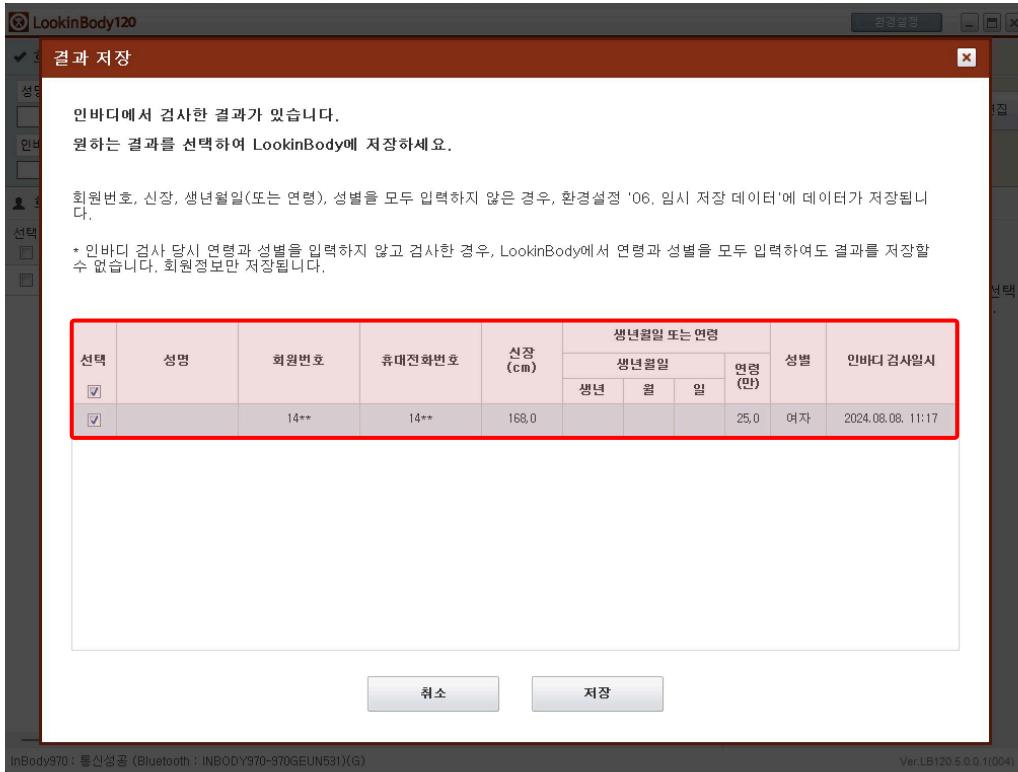 LookinBody120
환경설정
결과 저장
인바디에서 검사한 결과가 있습니다.
원하는 결과를 선택하여 LookinBody에 저장하세요.
회원번호, 신장, 생년월일(또는 연령), 성별을 모두 입력하지 않은 경우, 환경설정 '06. 임시 저장 데이터'에 데이터가 저장됩니
다.
* 인바디 검사 당시 연령과 성별을 입력하지 않고 검사한 경우, LookinBody에서 연령과 성별을 모두 입력하여도 결과를 저장할
수 없습니다. 회원정보만 저장됩니다.
선택
선택
생년월일 또는 연령
선택 성명 회원번호 휴대전화번호 신장 (cm) 생년월일 연령 (만) 성별 인바디 검사일시
생년 월 일
14** 14** 168.0 25.0 여자 2024.08.08. 11:17
취소 저장
InBody970 : 통신성공 (Bluetooth : INBODY970-970GEUN531)(G)
Ver.LB120.5.0.0.1(004)